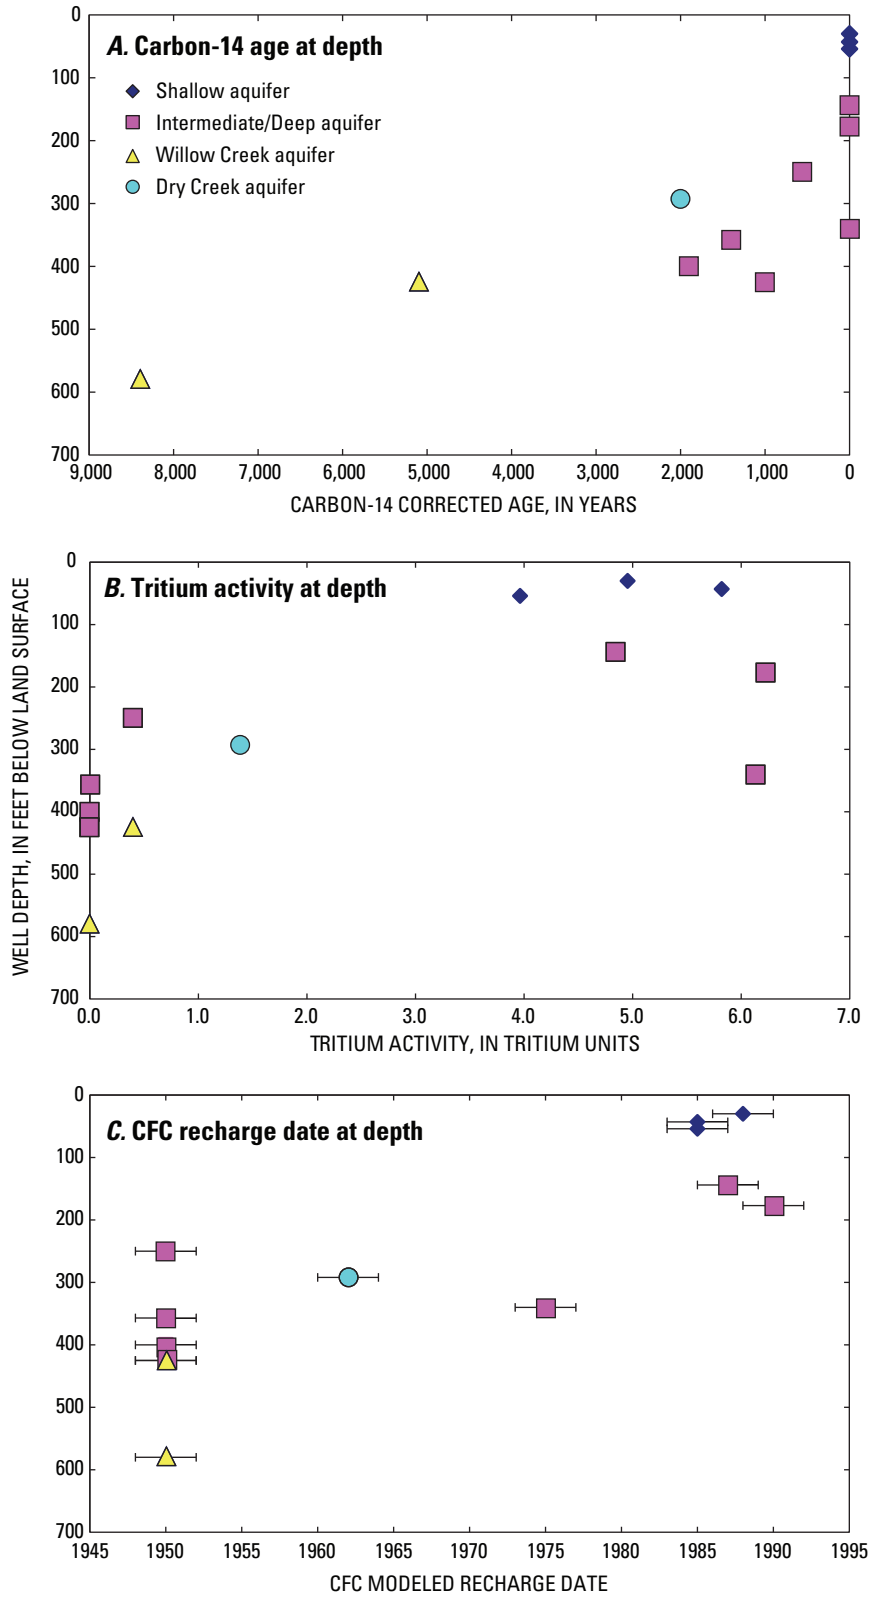 A. Carbon-14 age at depth
Shallow aquifer
Intermediate/Deep aquifer
Willow Creek aquifer
Dry Creek aquifer
0
100
200
300
400
500
600
700
9,000 8,000 7,000 6,000 5,000 4,000 3,000 2,000 1,000 0
CARBON-14 CORRECTED AGE, IN YEARS
WELL DEPTH, IN FEET BELOW LAND SURFACE
B. Tritium activity at depth
0
100
200
300
400
500
600
700
0.0 1.0 2.0 3.0 4.0 5.0 6.0 7.0
TRITIUM ACTIVITY, IN TRITIUM UNITS
C. CFC recharge date at depth
0
100
200
300
400
500
600
700
1945 1950 1955 1960 1965 1970 1975 1980 1985 1990 1995
CFC MODELED RECHARGE DATE